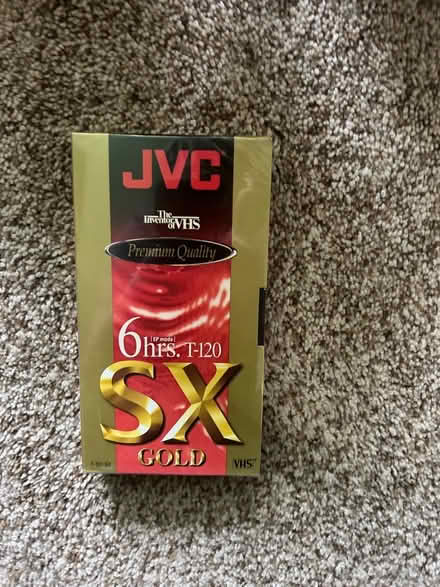 JVC
The
Inventor
of VHS
Premium Quality
6 hrs. [EP mode] T-120
SX
GOLD
VHS